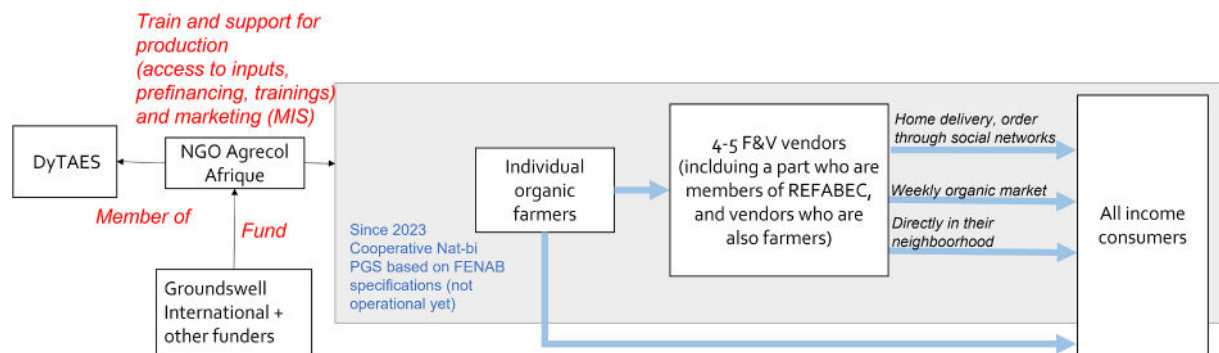 Train and support for
production
(access to inputs,
prefinancing, trainings)
and marketing (MIS)
DyTAES
NGO Agrecol
Afrique
Member of
Fund
Groundswell
International +
other funders
Since 2023
Cooperative Nat-bi
PGS based on FENAB
specifications (not
operational yet)
Individual
organic
farmers
4-5 F&V vendors
(inclduing a part who are
members of REFABEC,
and vendors who are
also farmers)
Home delivery, order
through social networks
Weekly organic market
Directly in their
neighboorhood
All income
consumers